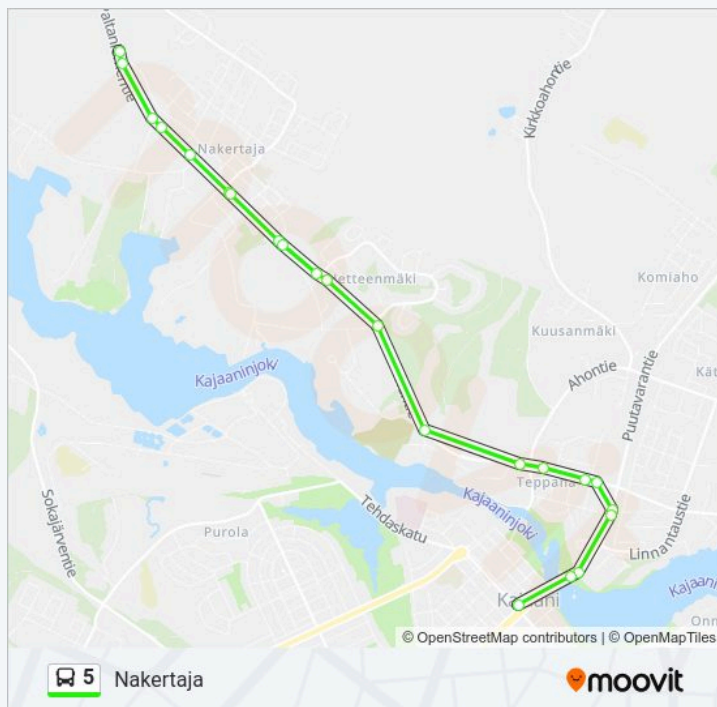 Kirkkoahontie
Nakertaja
Komiaho
Kuusanmäki
Kajaaninjoki
Ahontie
Puutavarantie
Sokajärventie
Teppana
Kajaaninjoki
Tehdaskatu
Purola
Linnantaustie
Kajaani
© OpenStreetMap contributors | © OpenMapTiles
5 Nakertaja
moovit